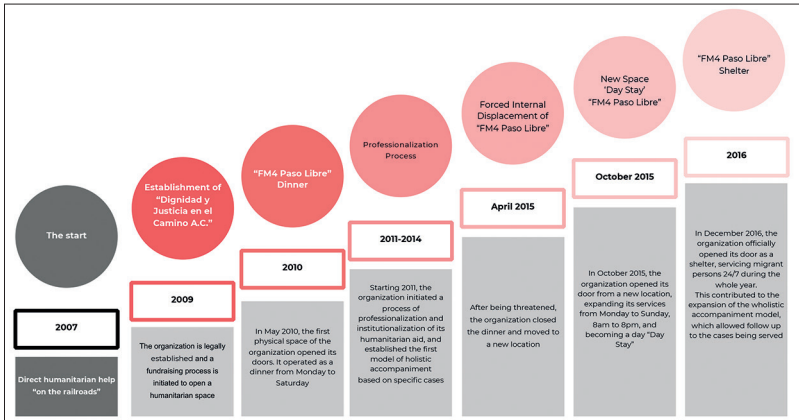 The start
2007
Direct humanitarian help
“on the railroads”
Establishment of
“Dignidad y
Justicia en el
Camino A.C.”
2009
The organization is legally
established and a
fundraising process is
initiated to open a
humanitarian space
“FM4 Paso Libre”
Dinner
2010
In May 2010, the first
physical space of the
organization opened its
doors. It operated as a
dinner from Monday to
Saturday
Professionalization
Process
2011-2014
Starting 2011, the
organization initiated a
process of
professionalization and
institutionalization of its
humanitarian aid, and
established the first
model of holistic
accompaniment
based on specific cases
Forced Internal
Displacement of
“FM4 Paso Libre”
April 2015
After being threatened,
the organization closed
the dinner and moved to
a new location
New Space
‘Day Stay’
“FM4 Paso Libre”
October 2015
In October 2015, the
organization opened its
door from a new location,
expanding its services
from Monday to Sunday,
8am to 8pm, and
becoming a day “Day
Stay”
“FM4 Paso Libre”
Shelter
2016
In December 2016, the
organization officially
opened its door as a
shelter, servicing migrant
persons 24/7 during the
whole year.
This contributed to the
expansion of the wholistic
accompaniment model,
which allowed follow up
to the cases being served